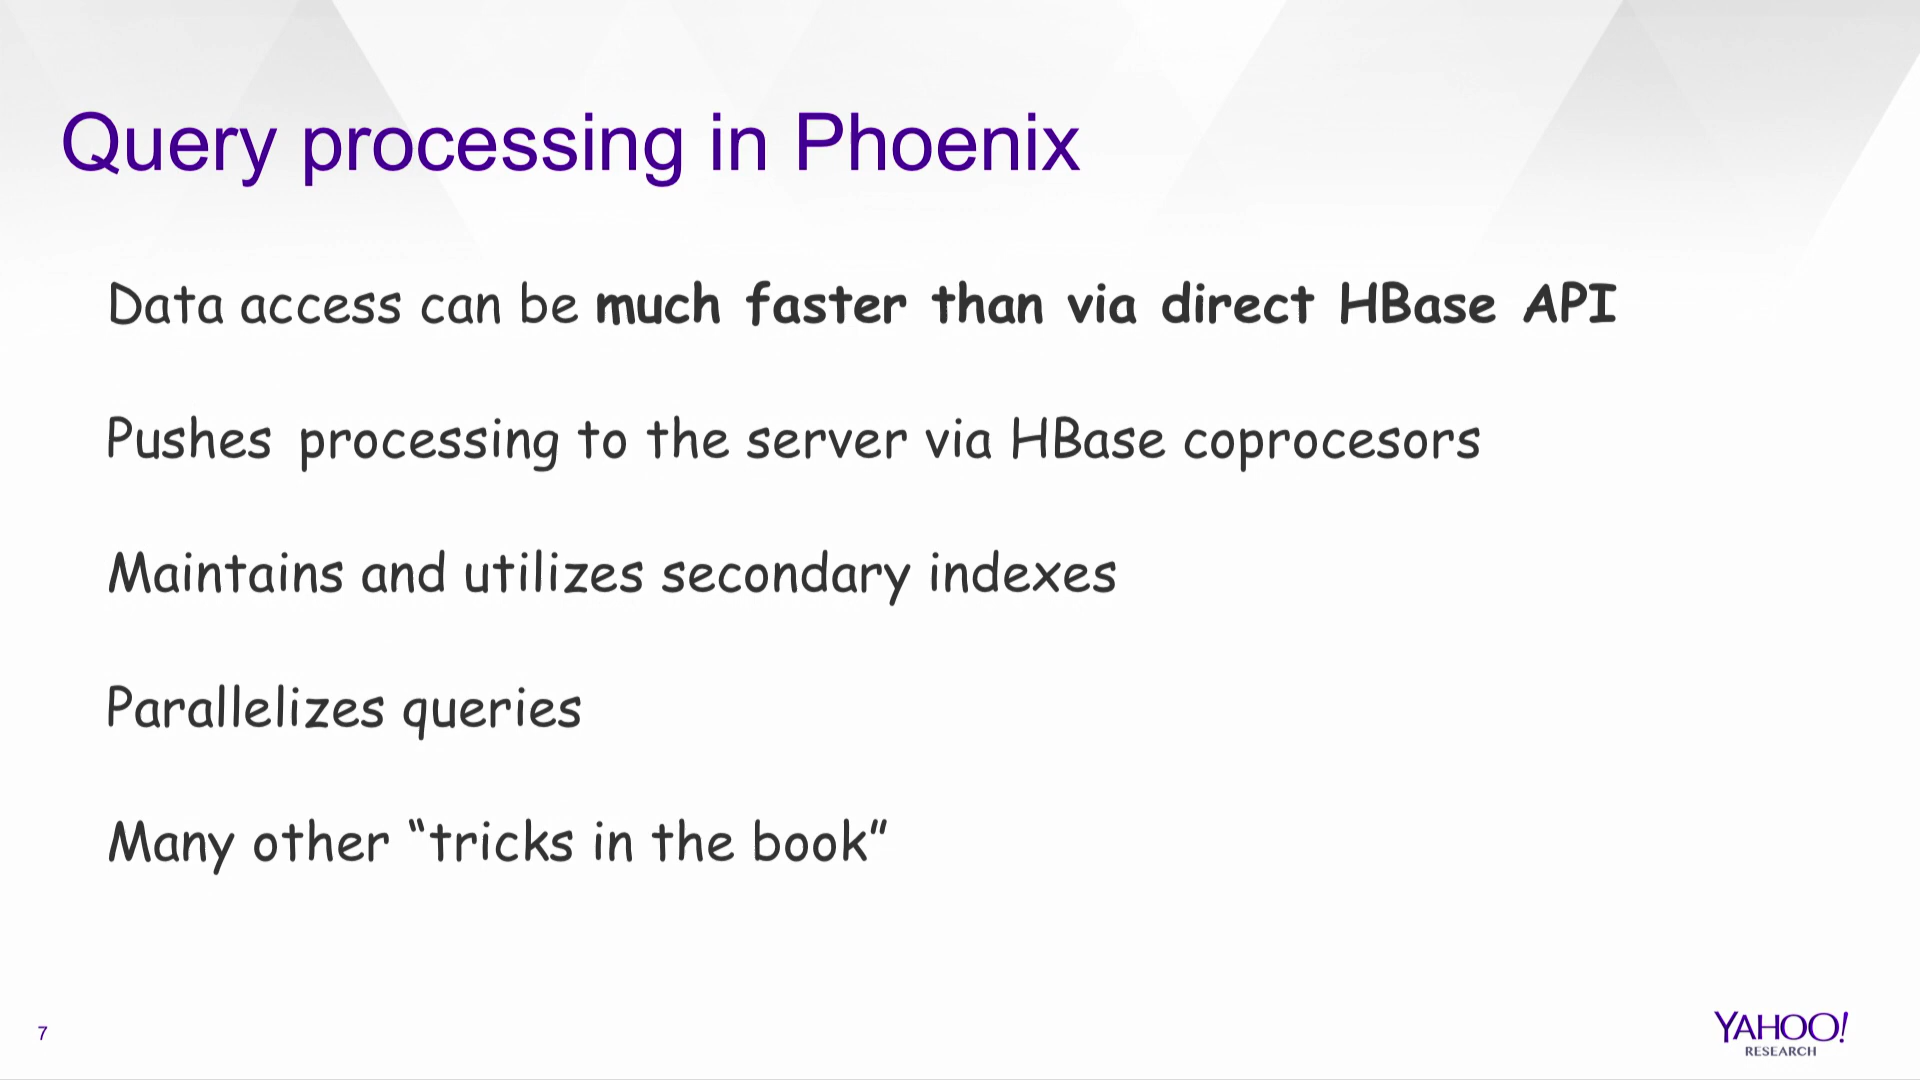 Query processing in Phoenix
Data access can be much faster than via direct HBase API
Pushes processing to the server via HBase coprocesors
Maintains and utilizes secondary indexes
Parallelizes queries
Many other “tricks in the book”
7
YAHOO!
RESEARCH